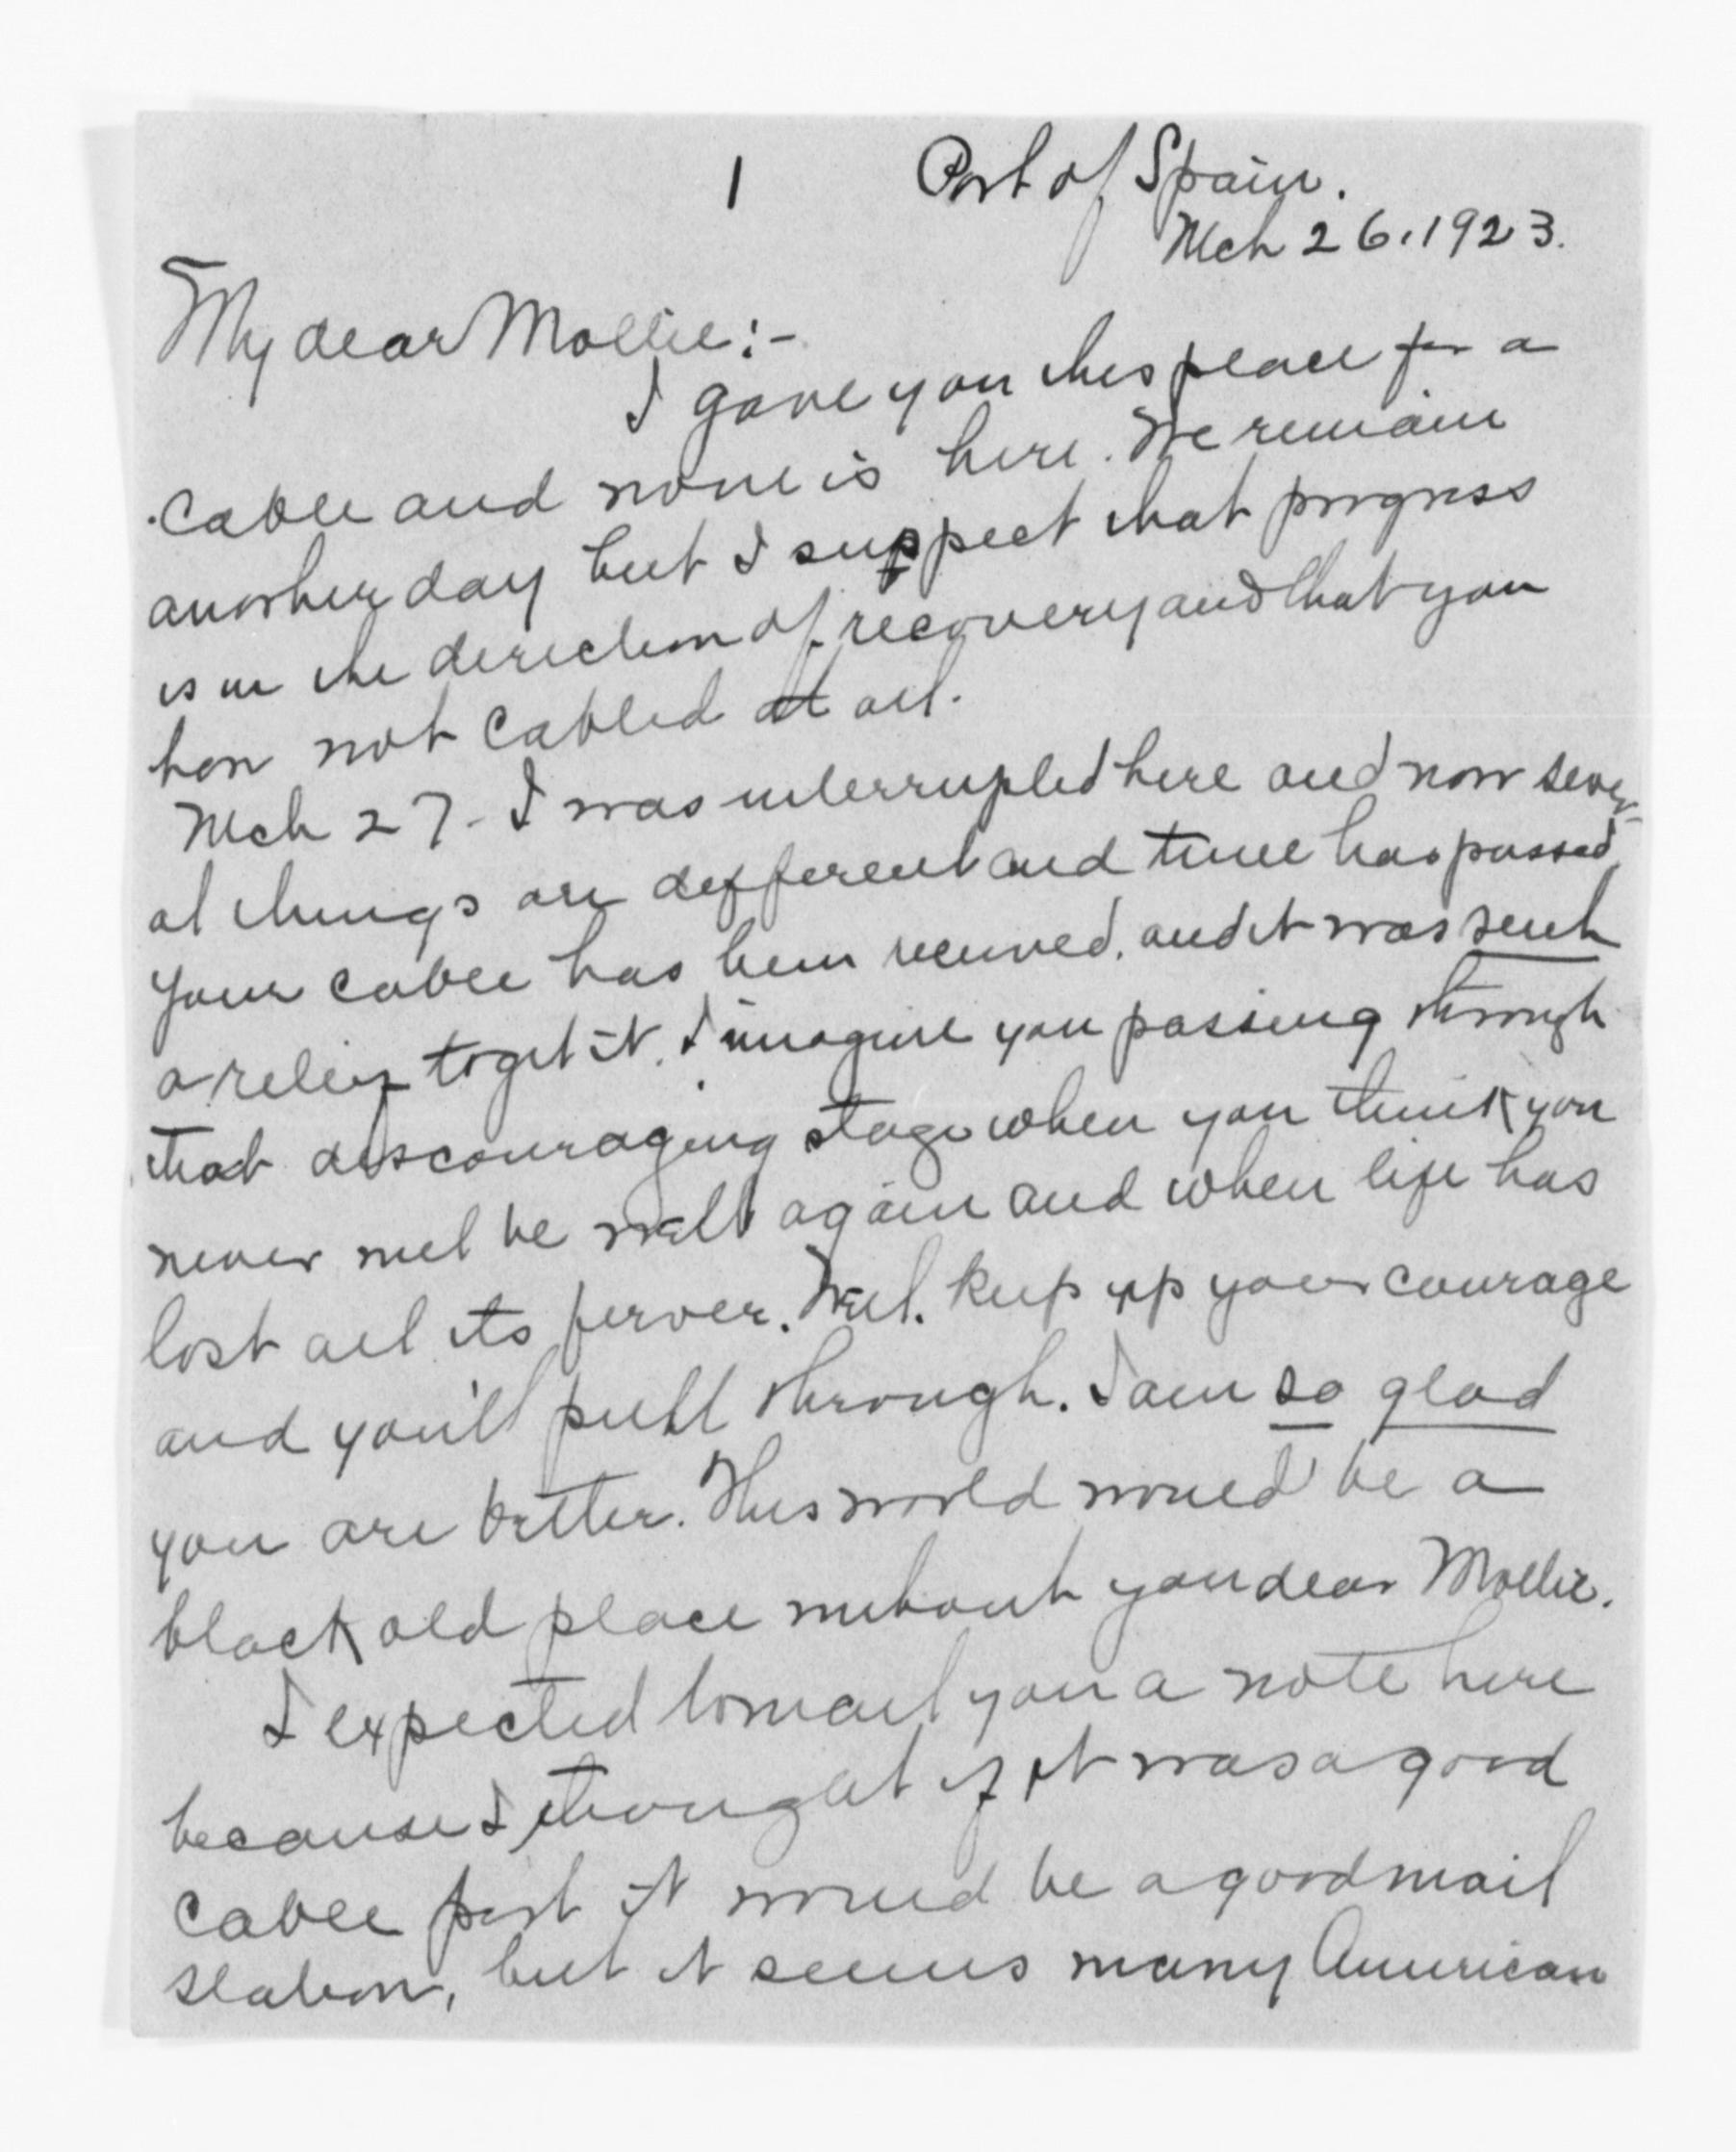 1 Port of Spain.
Mch 26.1923.
My dear Mollie:-
I gave you this place for a
cable and none is here. We remain
another day but I suppect that progress
is in the direction of recovery and that you
hav not cabled at all.
Mch 27- I was interrupted here and now sever-
al things are different and time has passed.
Your cable has been received. and it was such
a relief to get it. I imagine you passing through
that discouraging stage when you think you
never will be well again and when life has
lost all its ferver. Well. keep up your courage
and you'll pull through. I am so glad
you are better. This world would be a
black old place without you dear Mollie.
I expected to mail you a note here
because I thought if it was a good
cable port it would be a good mail
station, but it seems many American